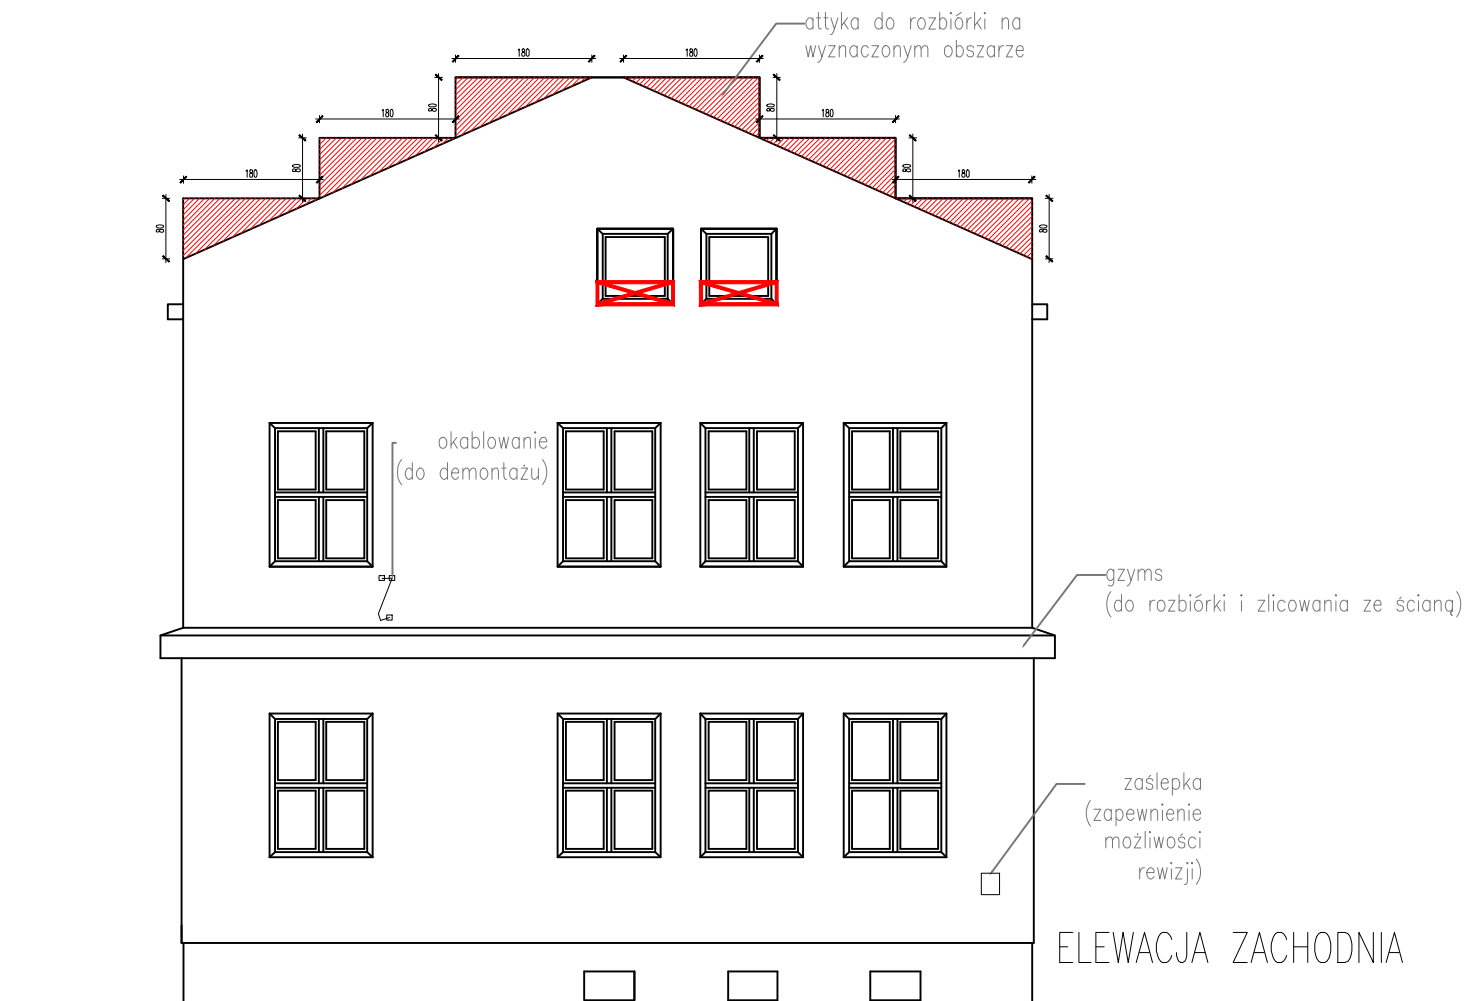 attyka do rozbiórki na
wyznaczonym obszarze
180
180
80
80
180
180
80
80
180
180
80
80
okablowanie
(do demontażu)
gzyms
(do rozbiórki i zlicowania ze ścianą)
zaślepka
(zapewnienie
możliwości
rewizji)
ELEWACJA ZACHODNIA